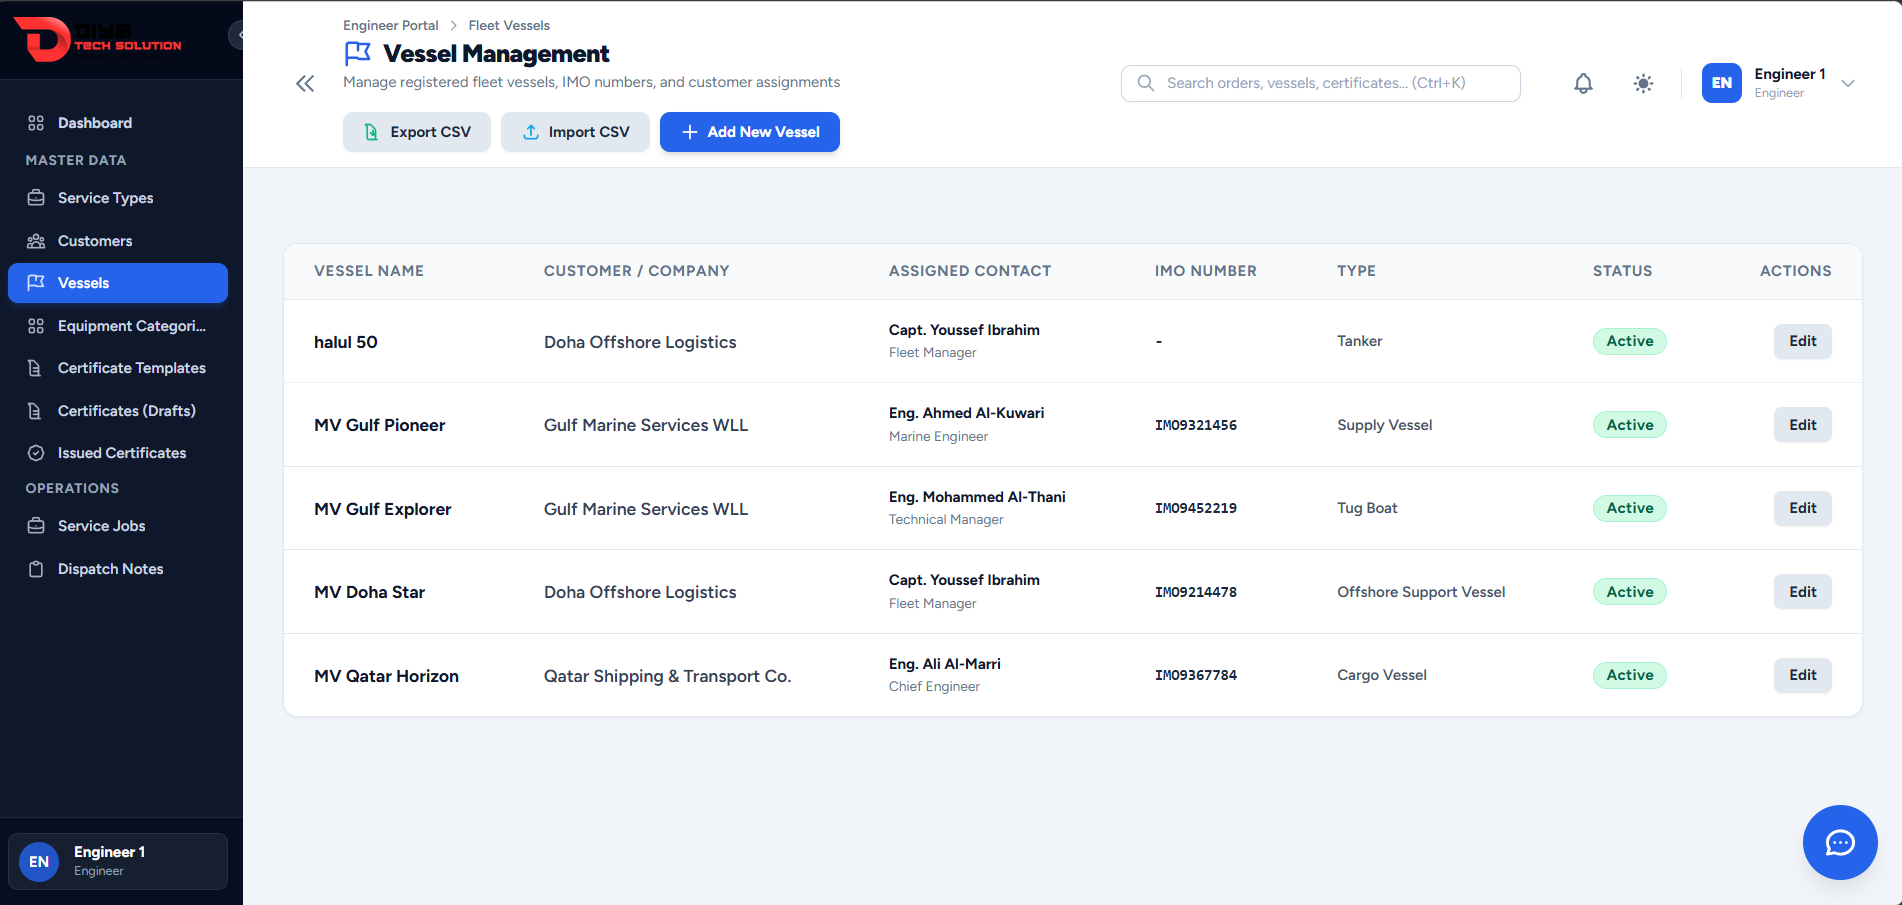 DIYA
TECH SOLUTION
Dashboard
MASTER DATA
Service Types
Customers
Vessels
Equipment Categori...
Certificate Templates
Certificates (Drafts)
Issued Certificates
OPERATIONS
Service Jobs
Dispatch Notes
EN
Engineer 1
Engineer
Engineer Portal > Fleet Vessels
Vessel Management
Manage registered fleet vessels, IMO numbers, and customer assignments
Export CSV
Import CSV
+ Add New Vessel
Search orders, vessels, certificates... (Ctrl+K)
EN
Engineer 1
Engineer
VESSEL NAME CUSTOMER / COMPANY ASSIGNED CONTACT IMO NUMBER TYPE STATUS ACTIONS
halul 50 Doha Offshore Logistics Capt. Youssef Ibrahim - Tanker Active Edit
Fleet Manager
MV Gulf Pioneer Gulf Marine Services WLL Eng. Ahmed Al-Kuwari IMO9321456 Supply Vessel Active Edit
Marine Engineer
MV Gulf Explorer Gulf Marine Services WLL Eng. Mohammed Al-Thani IMO9452219 Tug Boat Active Edit
Technical Manager
MV Doha Star Doha Offshore Logistics Capt. Youssef Ibrahim IMO9214478 Offshore Support Vessel Active Edit
Fleet Manager
MV Qatar Horizon Qatar Shipping & Transport Co. Eng. Ali Al-Marri IMO9367784 Cargo Vessel Active Edit
Chief Engineer